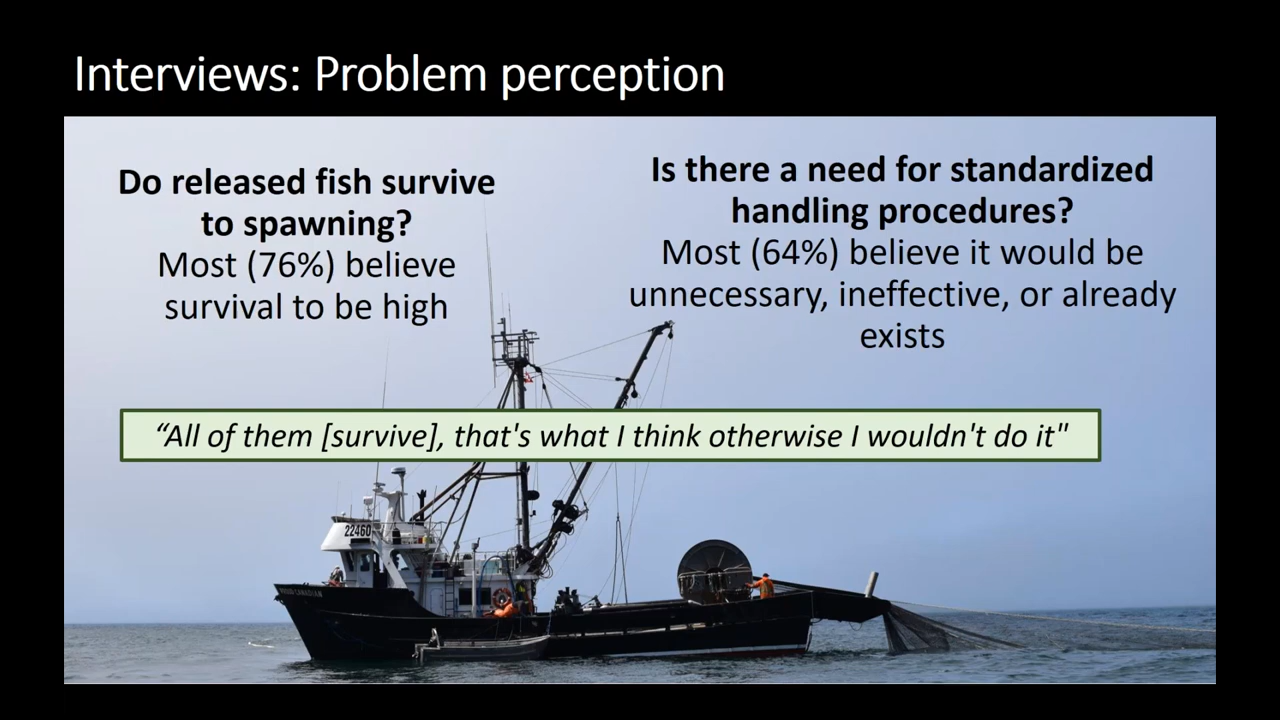 Interviews: Problem perception
Do released fish survive
to spawning?
Most (76%) believe
survival to be high
Is there a need for standardized
handling procedures?
Most (64%) believe it would be
unnecessary, ineffective, or already
exists
“All of them [survive], that's what I think otherwise I wouldn't do it"
22460
PROUD CANADIAN